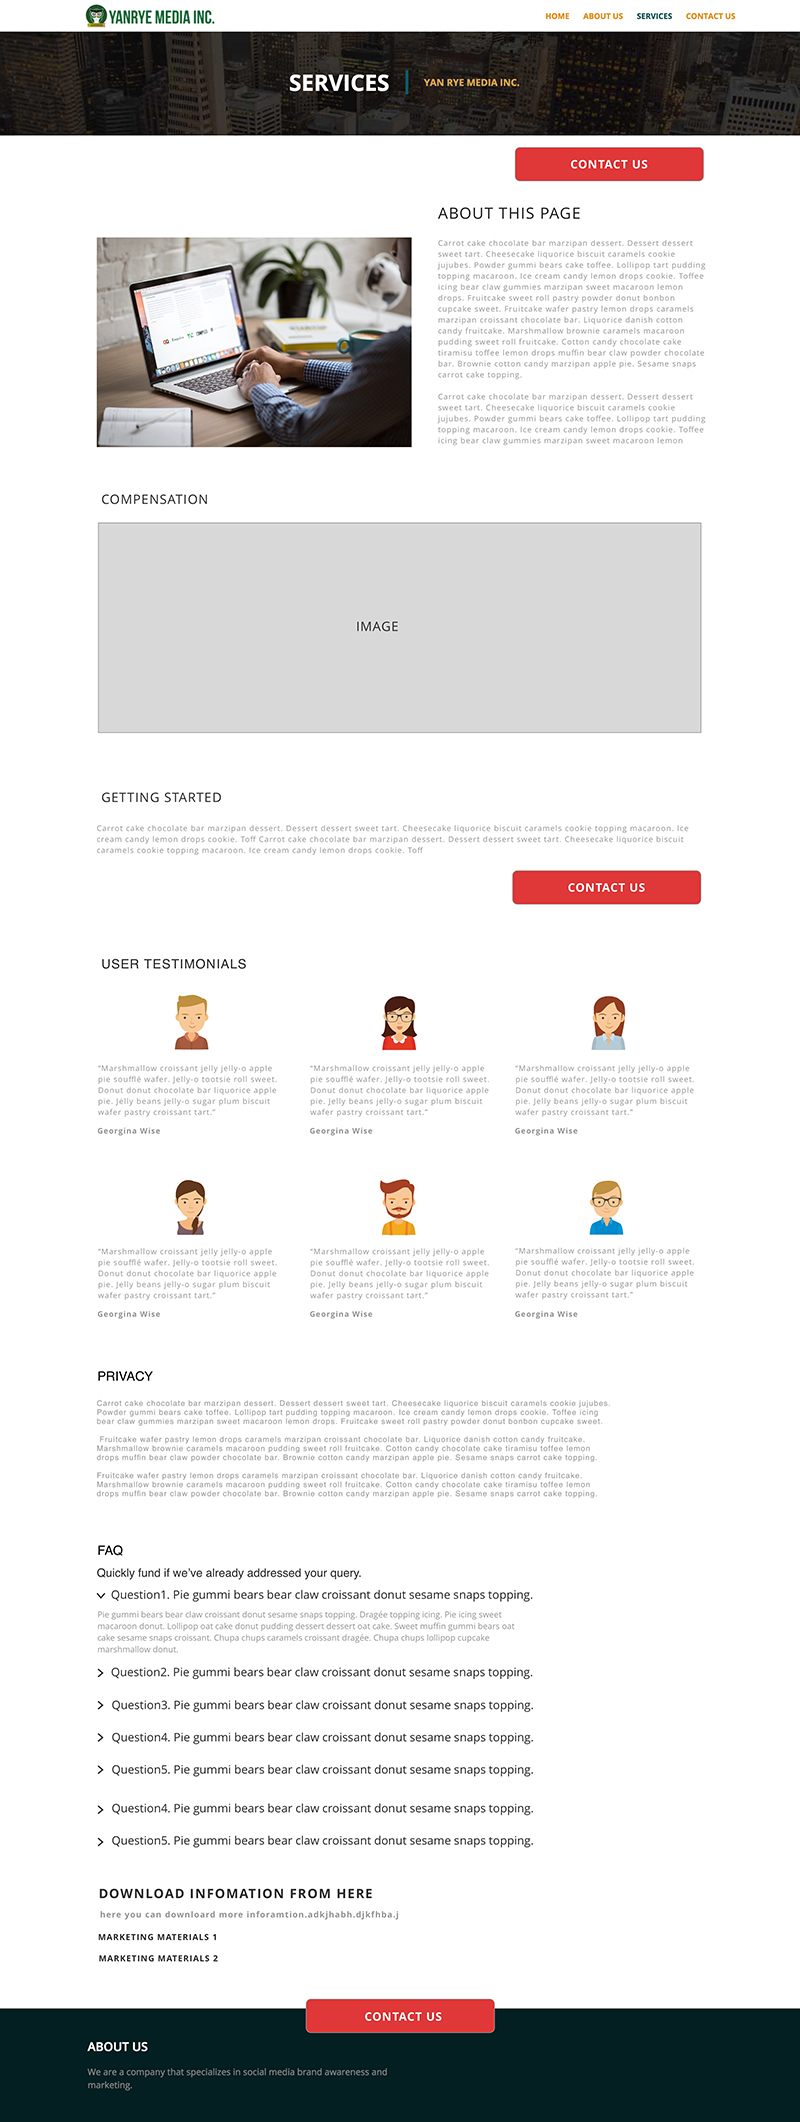 YANRYE MEDIA INC.
HOME ABOUT US SERVICES CONTACT US
SERVICES
YAN RYE MEDIA INC.
CONTACT US
ABOUT THIS PAGE
Carrot cake chocolate bar marzipan dessert. Dessert dessert
sweet tart. Cheesecake liquorice biscuit caramels cookie
jujubes. Powder gummi bears cake toffee. Lollipop tart pudding
topping macaroon. Ice cream candy lemon drops cookie. Toffee
icing bear claw gummies marzipan sweet macaroon lemon
drops. Fruitcake sweet roll pastry powder donut bonbon
cupcake sweet. Fruitcake wafer pastry lemon drops caramels
marzipan croissant chocolate bar. Liquorice danish cotton
candy fruitcake. Marshmallow brownie caramels macaroon
pudding sweet roll fruitcake. Cotton candy chocolate cake
tiramisu toffee lemon drops muffin bear claw powder chocolate
bar. Brownie cotton candy marzipan apple pie. Sesame snaps
carrot cake topping.
Carrot cake chocolate bar marzipan dessert. Dessert dessert
sweet tart. Cheesecake liquorice biscuit caramels cookie
jujubes. Powder gummi bears cake toffee. Lollipop tart pudding
topping macaroon. Ice cream candy lemon drops cookie. Toffee
icing bear claw gummies marzipan sweet macaroon lemon
COMPENSATION
IMAGE
GETTING STARTED
Carrot cake chocolate bar marzipan dessert. Dessert dessert sweet tart. Cheesecake liquorice biscuit caramels cookie topping macaroon. Ice
cream candy lemon drops cookie. Toff Carrot cake chocolate bar marzipan dessert. Dessert dessert sweet tart. Cheesecake liquorice biscuit
caramels cookie topping macaroon. Ice cream candy lemon drops cookie. Toff
CONTACT US
USER TESTIMONIALS
“Marshmallow croissant jelly jelly-o apple
pie soufflé wafer. Jelly-o tootsie roll sweet.
Donut donut chocolate bar liquorice apple
pie. Jelly beans jelly-o sugar plum biscuit
wafer pastry croissant tart.”
Georgina Wise
“Marshmallow croissant jelly jelly-o apple
pie soufflé wafer. Jelly-o tootsie roll sweet.
Donut donut chocolate bar liquorice apple
pie. Jelly beans jelly-o sugar plum biscuit
wafer pastry croissant tart.”
Georgina Wise
“Marshmallow croissant jelly jelly-o apple
pie soufflé wafer. Jelly-o tootsie roll sweet.
Donut donut chocolate bar liquorice apple
pie. Jelly beans jelly-o sugar plum biscuit
wafer pastry croissant tart.”
Georgina Wise
“Marshmallow croissant jelly jelly-o apple
pie soufflé wafer. Jelly-o tootsie roll sweet.
Donut donut chocolate bar liquorice apple
pie. Jelly beans jelly-o sugar plum biscuit
wafer pastry croissant tart.”
Georgina Wise
“Marshmallow croissant jelly jelly-o apple
pie soufflé wafer. Jelly-o tootsie roll sweet.
Donut donut chocolate bar liquorice apple
pie. Jelly beans jelly-o sugar plum biscuit
wafer pastry croissant tart.”
Georgina Wise
“Marshmallow croissant jelly jelly-o apple
pie soufflé wafer. Jelly-o tootsie roll sweet.
Donut donut chocolate bar liquorice apple
pie. Jelly beans jelly-o sugar plum biscuit
wafer pastry croissant tart.”
Georgina Wise
PRIVACY
Carrot cake chocolate bar marzipan dessert. Dessert dessert sweet tart. Cheesecake liquorice biscuit caramels cookie jujubes.
Powder gummi bears cake toffee. Lollipop tart pudding topping macaroon. Ice cream candy lemon drops cookie. Toffee icing
bear claw gummies marzipan sweet macaroon lemon drops. Fruitcake sweet roll pastry powder donut bonbon cupcake sweet.
Fruitcake wafer pastry lemon drops caramels marzipan croissant chocolate bar. Liquorice danish cotton candy fruitcake.
Marshmallow brownie caramels macaroon pudding sweet roll fruitcake. Cotton candy chocolate cake tiramisu toffee lemon
drops muffin bear claw powder chocolate bar. Brownie cotton candy marzipan apple pie. Sesame snaps carrot cake topping.
Fruitcake wafer pastry lemon drops caramels marzipan croissant chocolate bar. Liquorice danish cotton candy fruitcake.
Marshmallow brownie caramels macaroon pudding sweet roll fruitcake. Cotton candy chocolate cake tiramisu toffee lemon
drops muffin bear claw powder chocolate bar. Brownie cotton candy marzipan apple pie. Sesame snaps carrot cake topping.
FAQ
Quickly fund if we’ve already addressed your query.
Question1. Pie gummi bears bear claw croissant donut sesame snaps topping.
Pie gummi bears bear claw croissant donut sesame snaps topping. Dragée topping icing. Pie icing sweet
macaroon donut. Lollipop oat cake donut pudding dessert dessert oat cake. Sweet muffin gummi bears oat
cake sesame snaps croissant. Chupa chups caramels croissant dragée. Chupa chups lollipop cupcake
marshmallow donut.
Question2. Pie gummi bears bear claw croissant donut sesame snaps topping.
Question3. Pie gummi bears bear claw croissant donut sesame snaps topping.
Question4. Pie gummi bears bear claw croissant donut sesame snaps topping.
Question5. Pie gummi bears bear claw croissant donut sesame snaps topping.
Question4. Pie gummi bears bear claw croissant donut sesame snaps topping.
Question5. Pie gummi bears bear claw croissant donut sesame snaps topping.
DOWNLOAD INFOMATION FROM HERE
here you can downloard more inforamtion.adkjhabh.djkfhba.j
MARKETING MATERIALS 1
MARKETING MATERIALS 2
CONTACT US
ABOUT US
We are a company that specializes in social media brand awareness and
marketing.